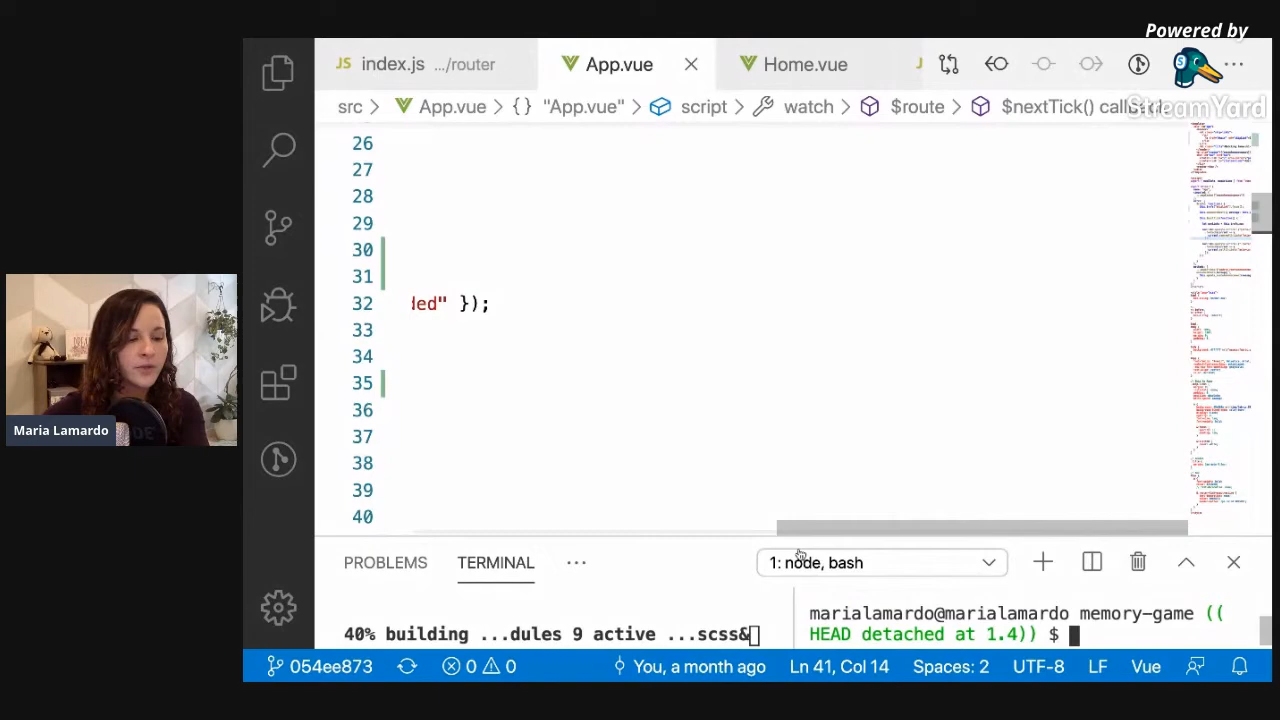 Powered by
StreamYard
index.js .../router
App.vue
Home.vue
src > App.vue > {} "App.vue" > script > watch > $route > $nextTick() callba
26
27
28
29
30
31
32 ded" });
33
34
35
36
37
38
39
40
Maria Lamardo
PROBLEMS TERMINAL ...
1: node, bash
40% building ...dules 9 active ...scss&
marialamardo@marialamardo memory-game ((
HEAD detached at 1.4)) $
054ee873 0 0 You, a month ago Ln 41, Col 14 Spaces: 2 UTF-8 LF Vue